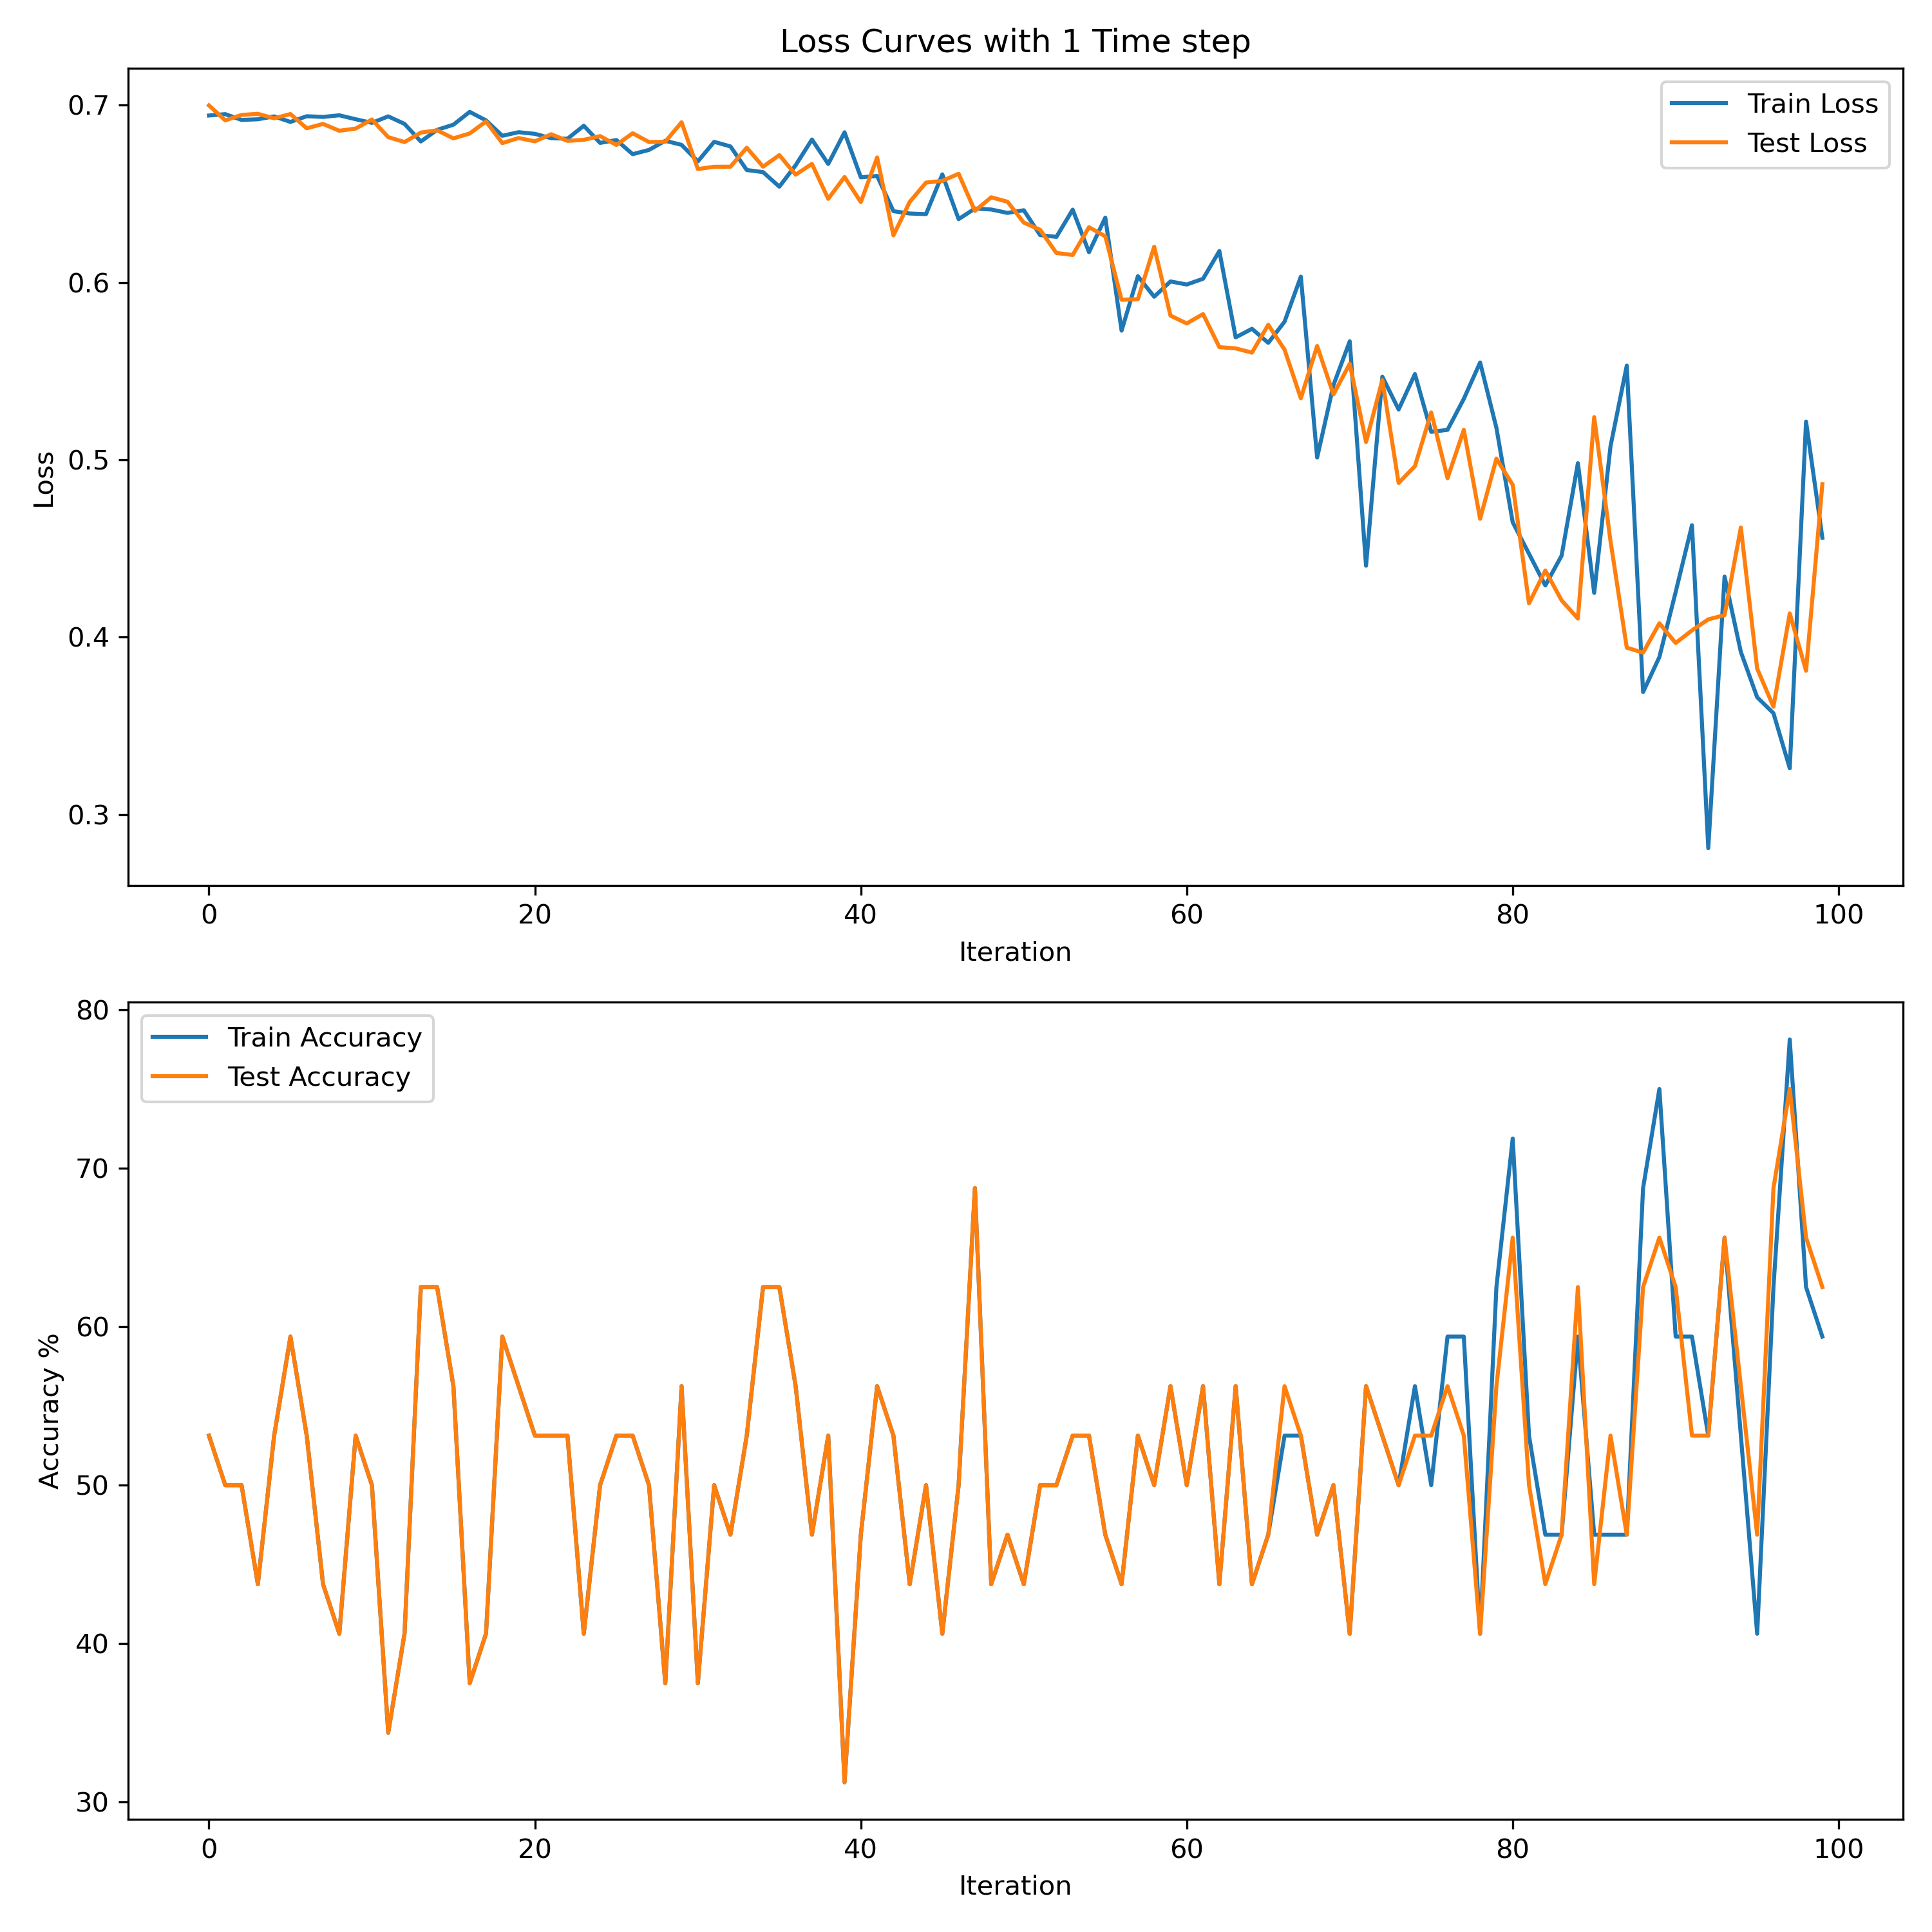 Loss Curves with 1 Time step
Train Loss
Test Loss
0.7
0.6
0.5
0.4
0.3
Loss
0 20 40 60 80 100
Iteration
Train Accuracy
Test Accuracy
80
70
60
50
40
30
Accuracy %
0 20 40 60 80 100
Iteration